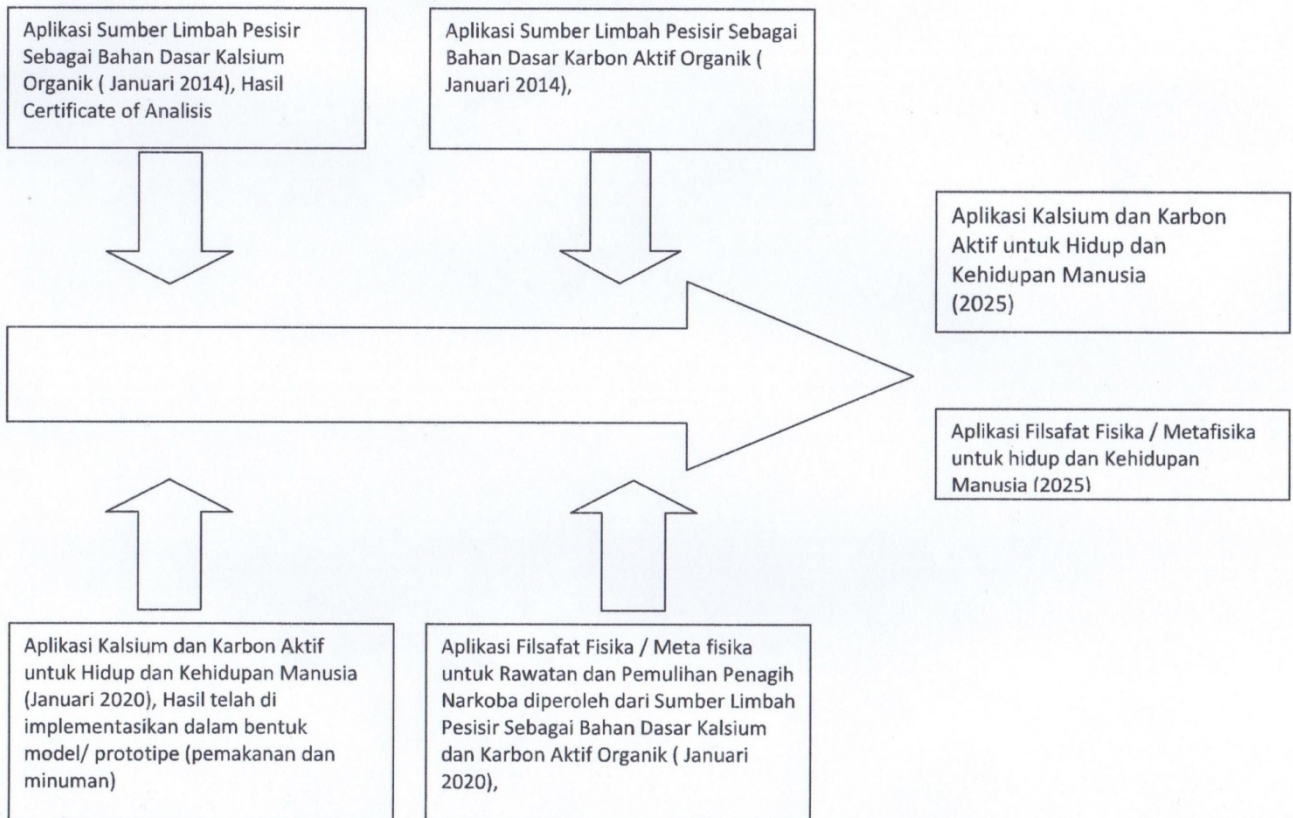 Aplikasi Sumber Limbah Pesisir
Sebagai Bahan Dasar Kalsium
Organik ( Januari 2014), Hasil
Certificate of Analisis
Aplikasi Sumber Limbah Pesisir Sebagai
Bahan Dasar Karbon Aktif Organik (
Januari 2014),
Aplikasi Kalsium dan Karbon
Aktif untuk Hidup dan
Kehidupan Manusia
(2025)
Aplikasi Filsafat Fisika / Metafisika
untuk hidup dan Kehidupan
Manusia (2025)
Aplikasi Kalsium dan Karbon Aktif
untuk Hidup dan Kehidupan Manusia
(Januari 2020), Hasil telah di
implementasikan dalam bentuk
model/ prototipe (pemakanan dan
minuman)
Aplikasi Filsafat Fisika / Meta fisika
untuk Rawatan dan Pemulihan Penagih
Narkoba diperoleh dari Sumber Limbah
Pesisir Sebagai Bahan Dasar Kalsium
dan Karbon Aktif Organik ( Januari
2020),